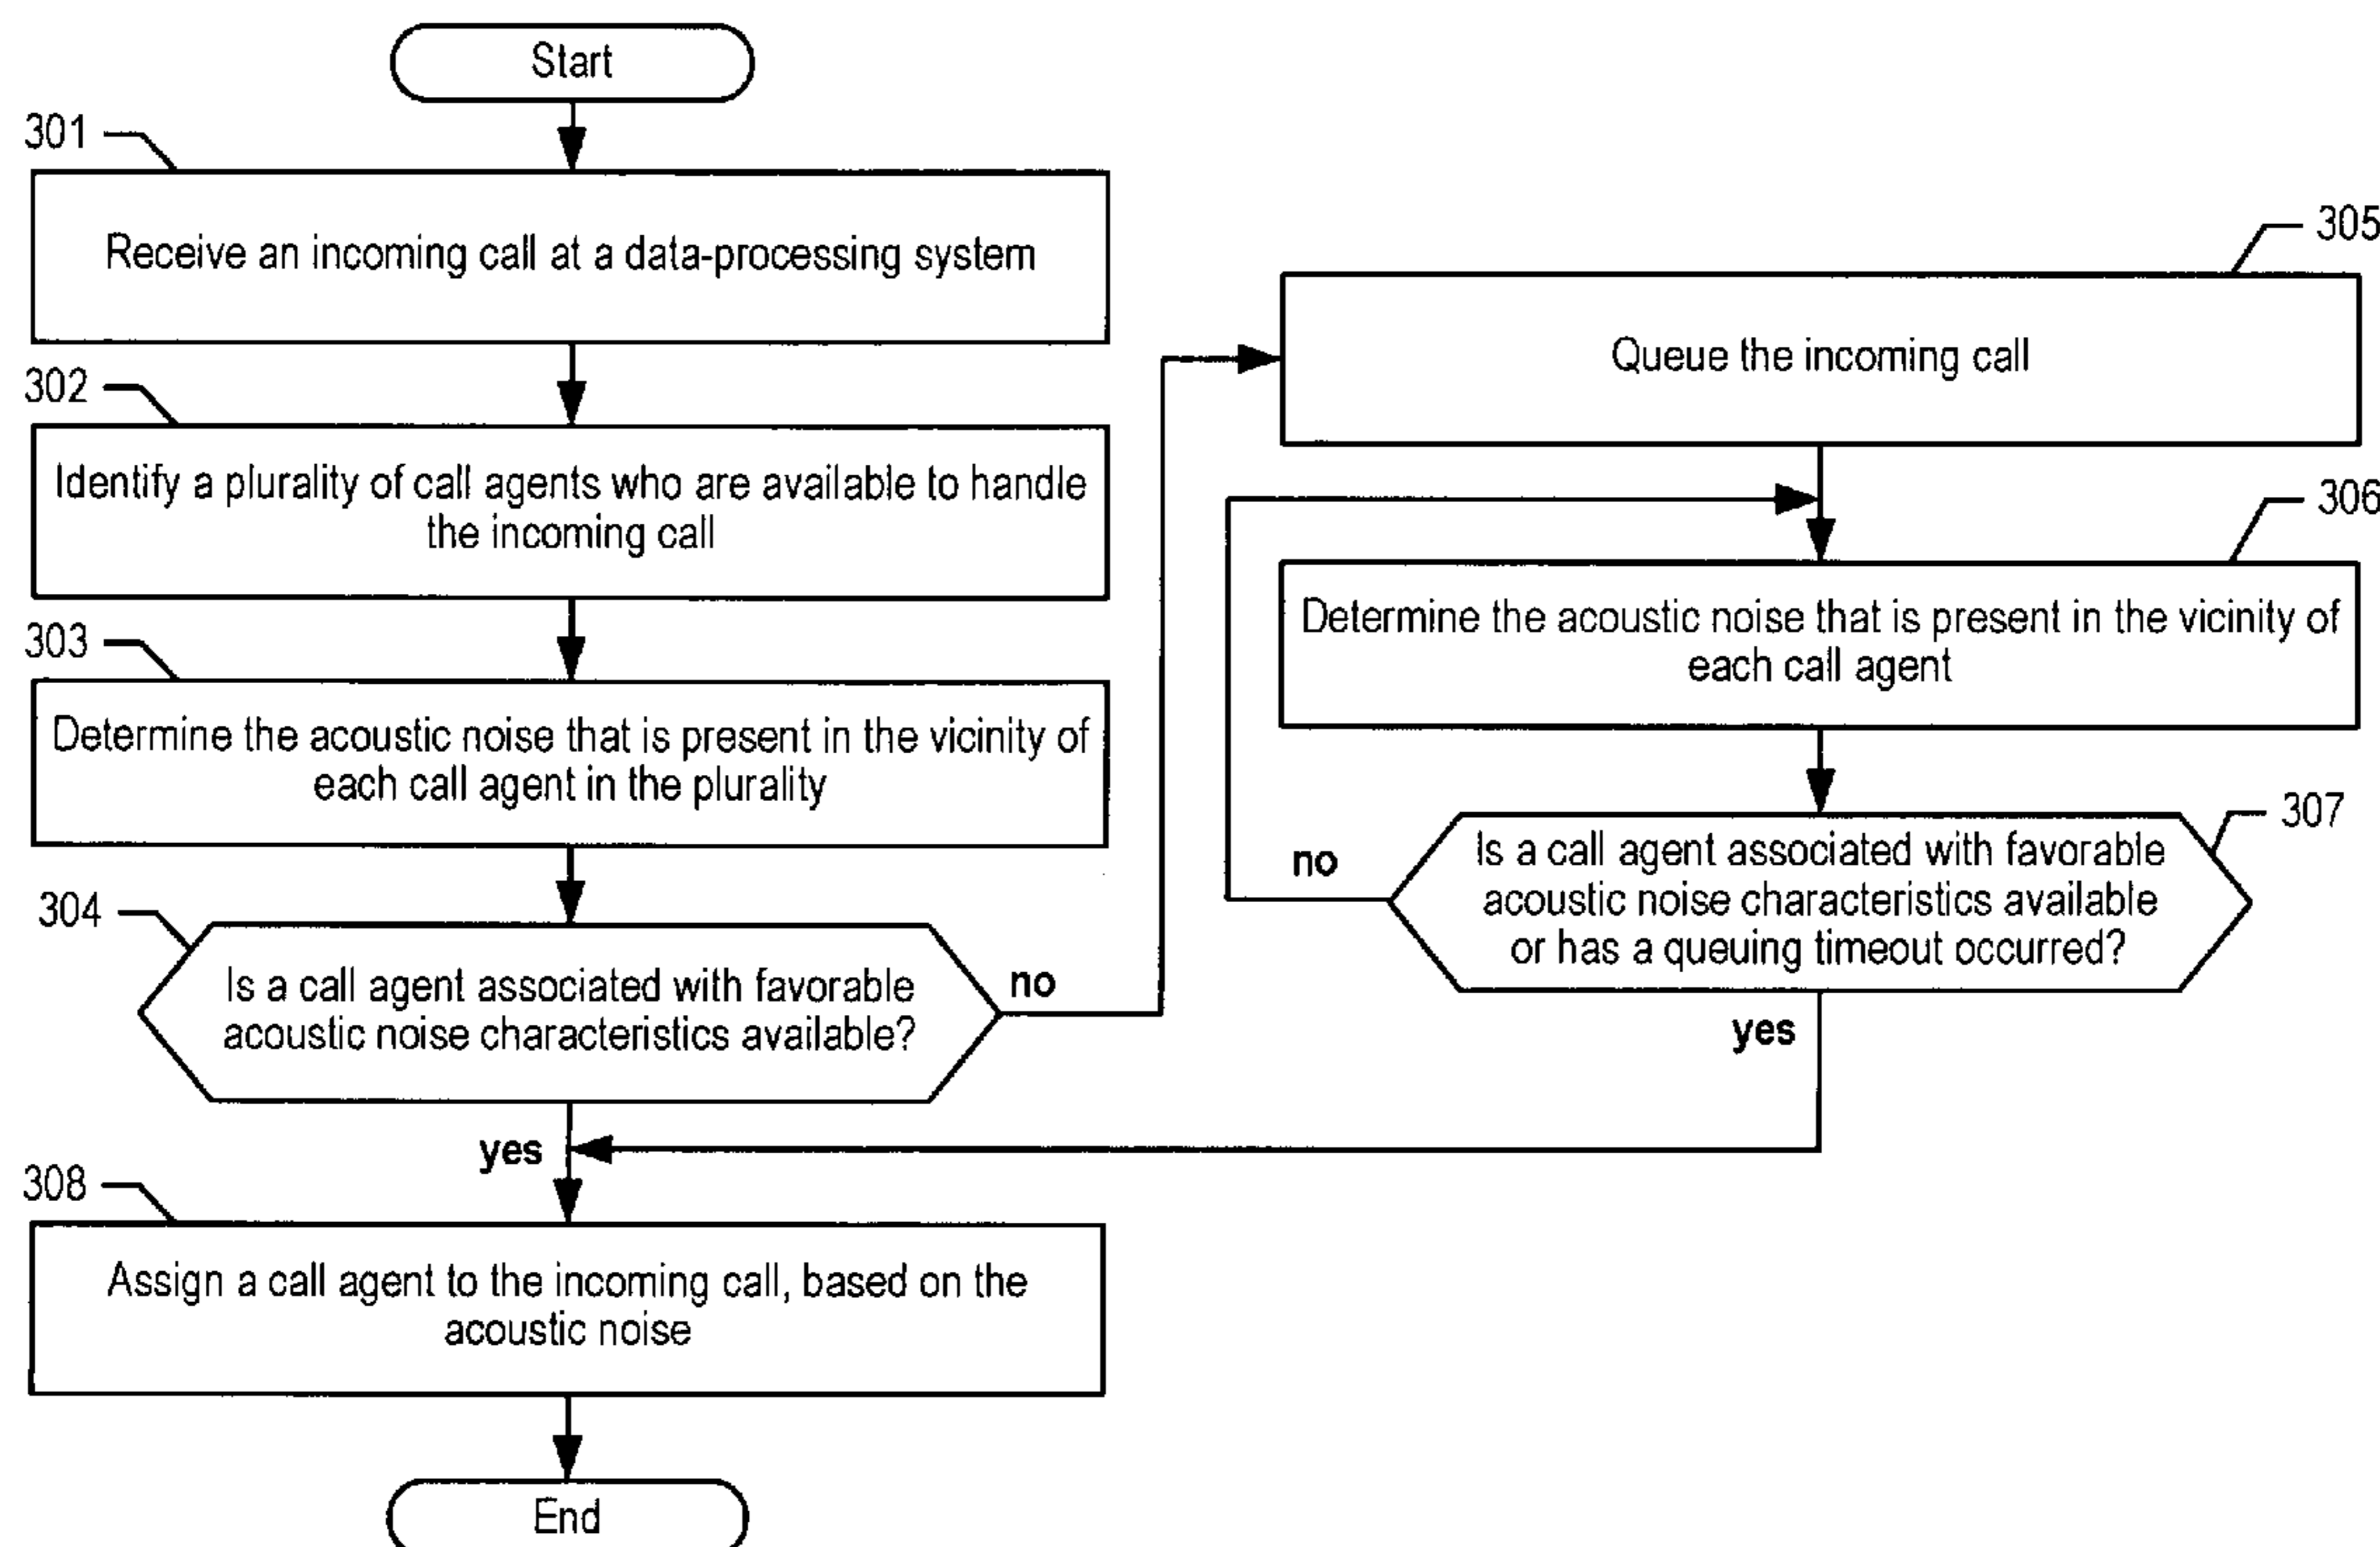 Start
301
Receive an incoming call at a data-processing system
302
Identify a plurality of call agents who are available to handle
the incoming call
303
Determine the acoustic noise that is present in the vicinity of
each call agent in the plurality
304
Is a call agent associated with favorable
acoustic noise characteristics available?
no
yes
305
Queue the incoming call
306
Determine the acoustic noise that is present in the vicinity of
each call agent
307
Is a call agent associated with favorable
acoustic noise characteristics available
or has a queuing timeout occurred?
no
yes
308
Assign a call agent to the incoming call, based on the
acoustic noise
End